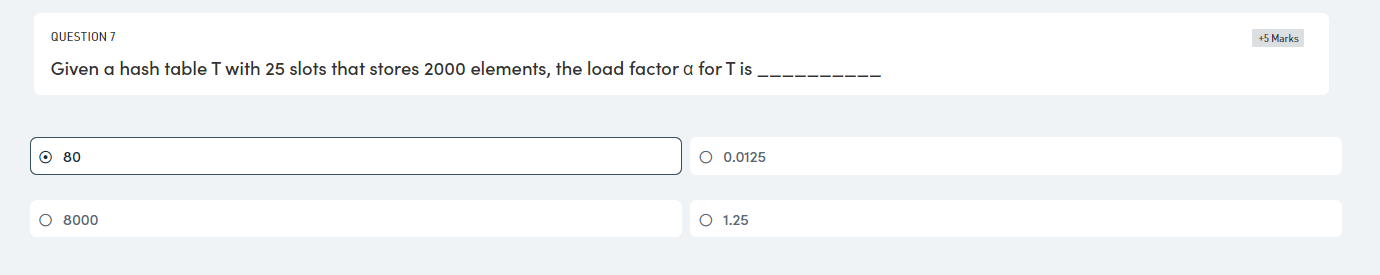 QUESTION 7
+5 Marks
Given a hash table T with 25 slots that stores 2000 elements, the load factor α for T is __________
80
0.0125
8000
1.25